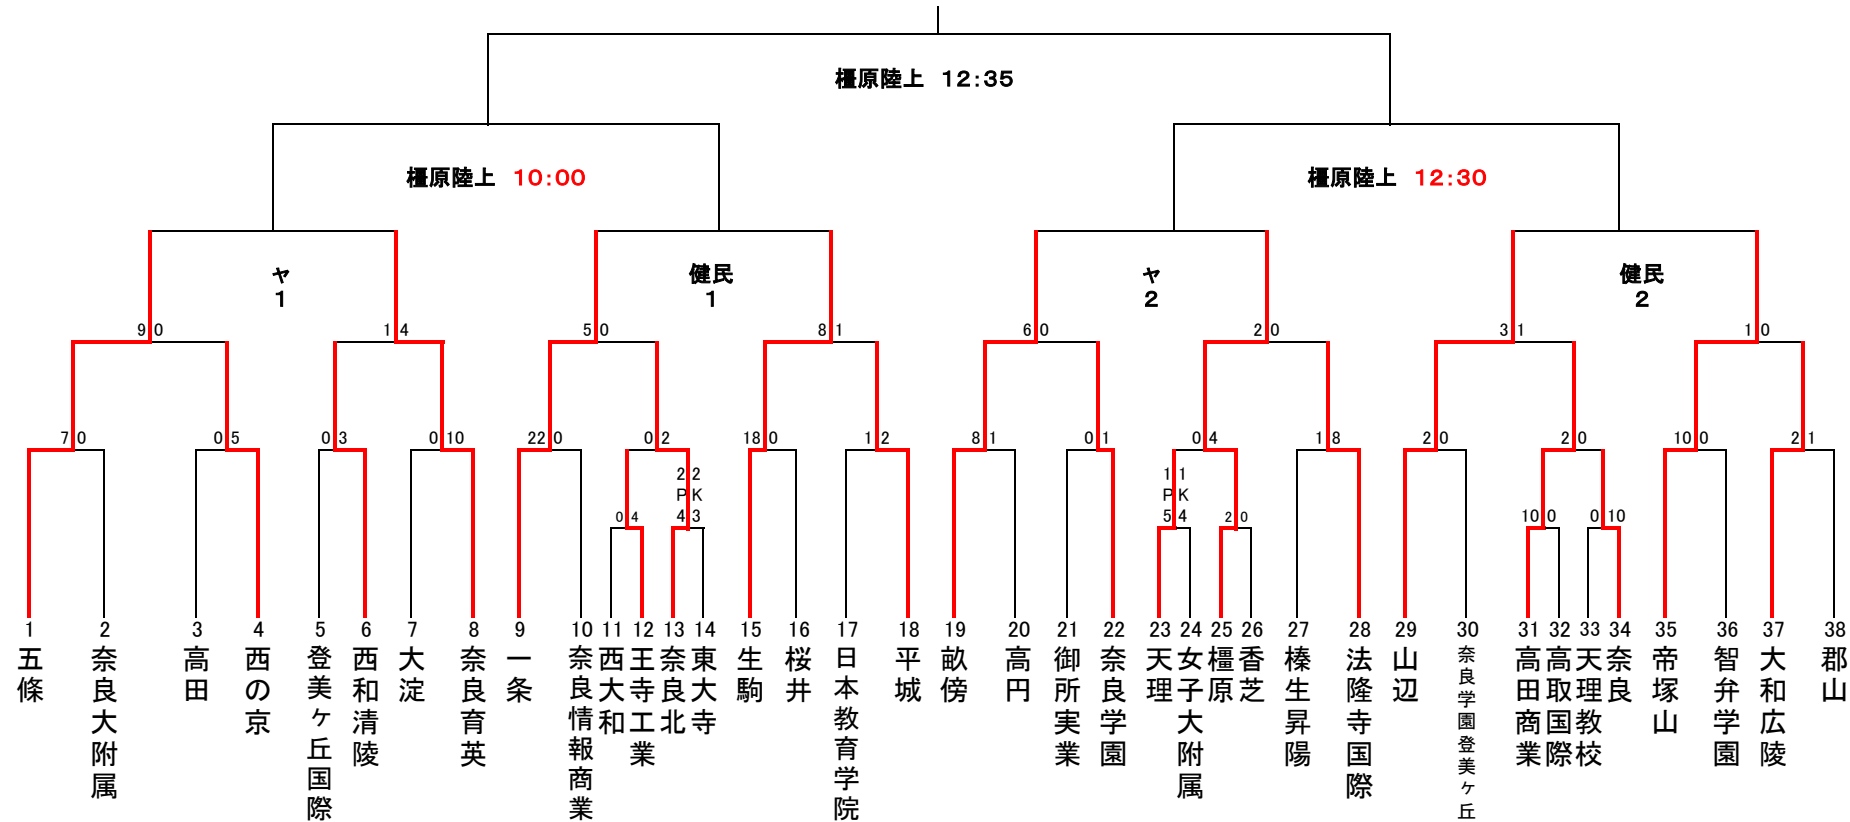 橿原陸上 12:35
橿原陸上 10:00
橿原陸上 12:30
ヤ
1
健民
1
ヤ
2
健民
2
9 0
1 4
5 0
8 1
6 0
2 0
3 1
1 0
7 0
0 5
0 3
0 10
22 0
0 2
18 0
1 2
8 1
0 1
0 4
1 8
2 0
2 0
10 0
2 1
0 4
2 2
P K
4 3
1 1
P K
5 4
2 0
10 0
0 10
1 五條
2 奈良大附属
3 高田
4 西の京
5 登美ヶ丘国際
6 西和清陵
7 大淀
8 奈良育英
9 一条
10 奈良情報商業
11 西大和
12 王寺工業
13 奈良北
14 東大寺
15 生駒
16 桜井
17 日本教育学院
18 平城
19 畝傍
20 高円
21 御所実業
22 奈良学園
23 天理
24 女子大附属
25 橿原
26 香芝
27 榛生昇陽
28 法隆寺国際
29 山辺
30 奈良学園登美ヶ丘
31 高田商業
32 高取国際
33 天理教校
34 奈良
35 帝塚山
36 智弁学園
37 大和広陵
38 郡山